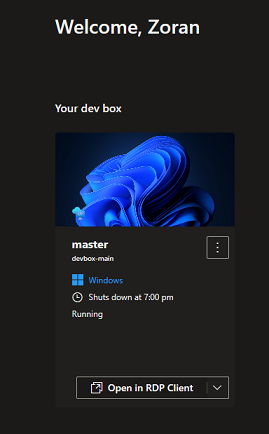 Welcome, Zoran
Your dev box
master
devbox-main
Windows
Shuts down at 7:00 pm
Running
Open in RDP Client